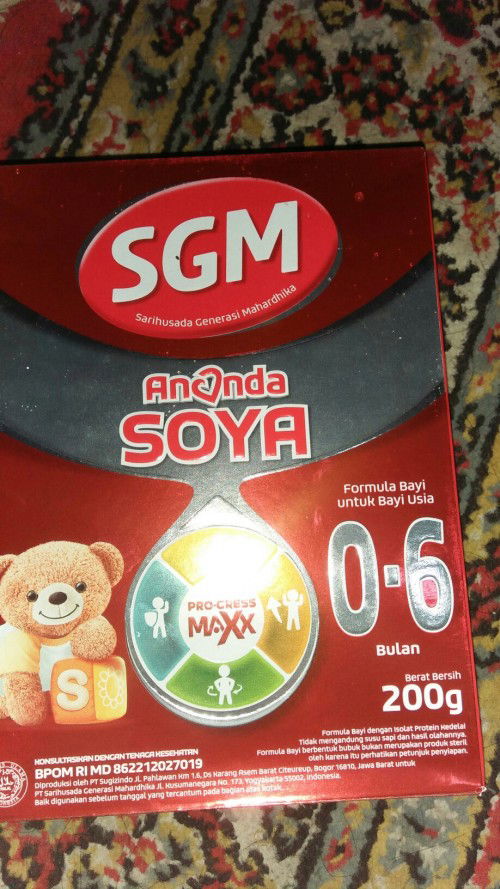 SGM
Sarihusada Generasi Mahardhika
Ananda
SOYA
Formula Bayi
untuk Bayi Usia
0-6
Bulan
PRO-GRESS
MAXX
S
Berat Bersih
200g
Formula Bayi dengan Isolat Protein Kedelai
Tidak mengandung susu sapi dan hasil olahannya.
Formula Bayi berbentuk bubuk bukan merupakan produk steril
oleh karena itu perhatikan petunjuk penyiapan.
KONSULTASIKAN DENGAN TENAGA KESEHATAN
BPOM RI MD 862212027019
Diproduksi oleh PT Sugizindo Jl. Pahlawan Km 1.6, Ds Karang Asem Barat Citeureup, Bogor 16810, Jawa Barat untuk
PT Sarihusada Generasi Mahardhika Jl. Kusumanegara No. 173, Yogyakarta 55002, Indonesia.
Baik digunakan sebelum tanggal yang tercantum pada bagian atas kotak.